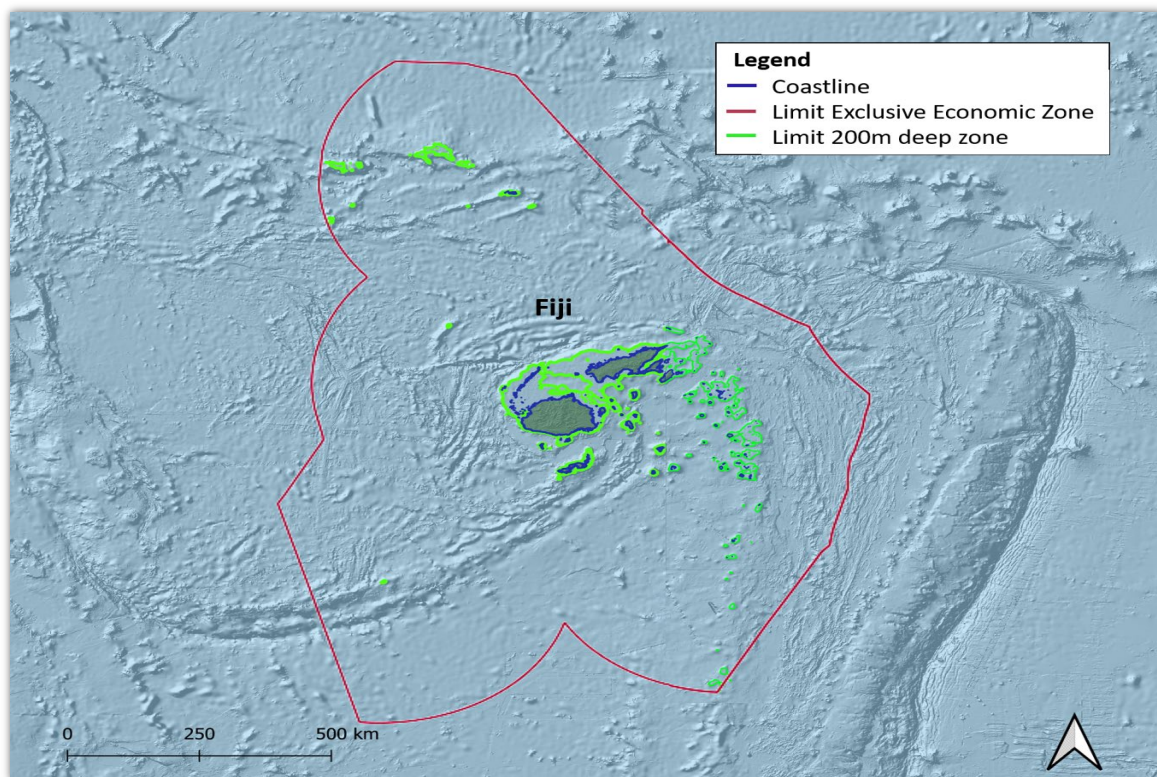 Legend
Coastline
Limit Exclusive Economic Zone
Limit 200m deep zone
Fiji
0 250 500 km